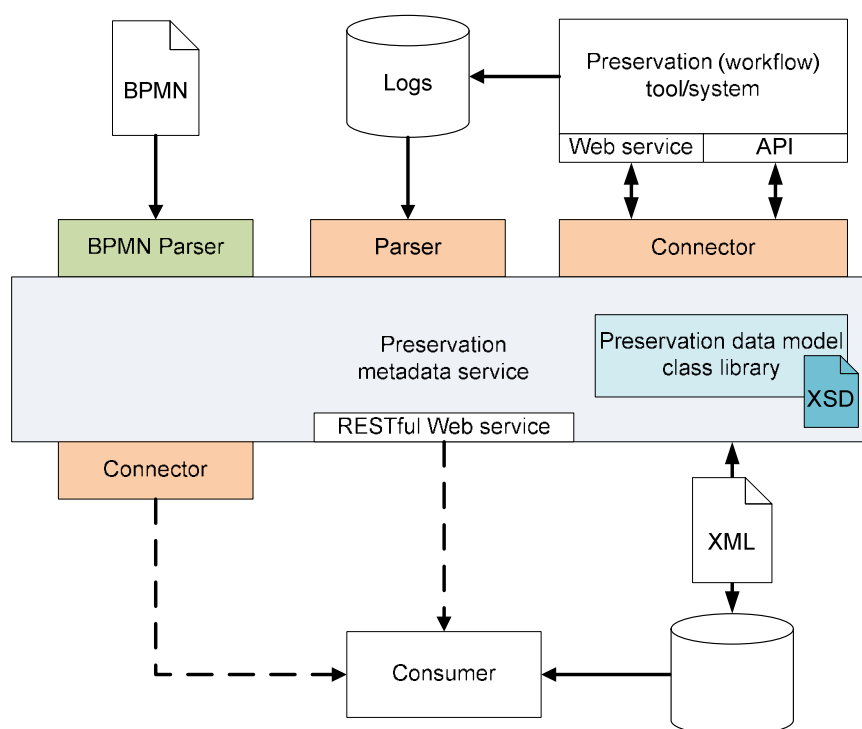 BPMN
Logs
Preservation (workflow)
tool/system
Web service
API
BPMN Parser
Parser
Connector
Preservation
metadata service
Preservation data model
class library
XSD
RESTful Web service
Connector
XML
Consumer